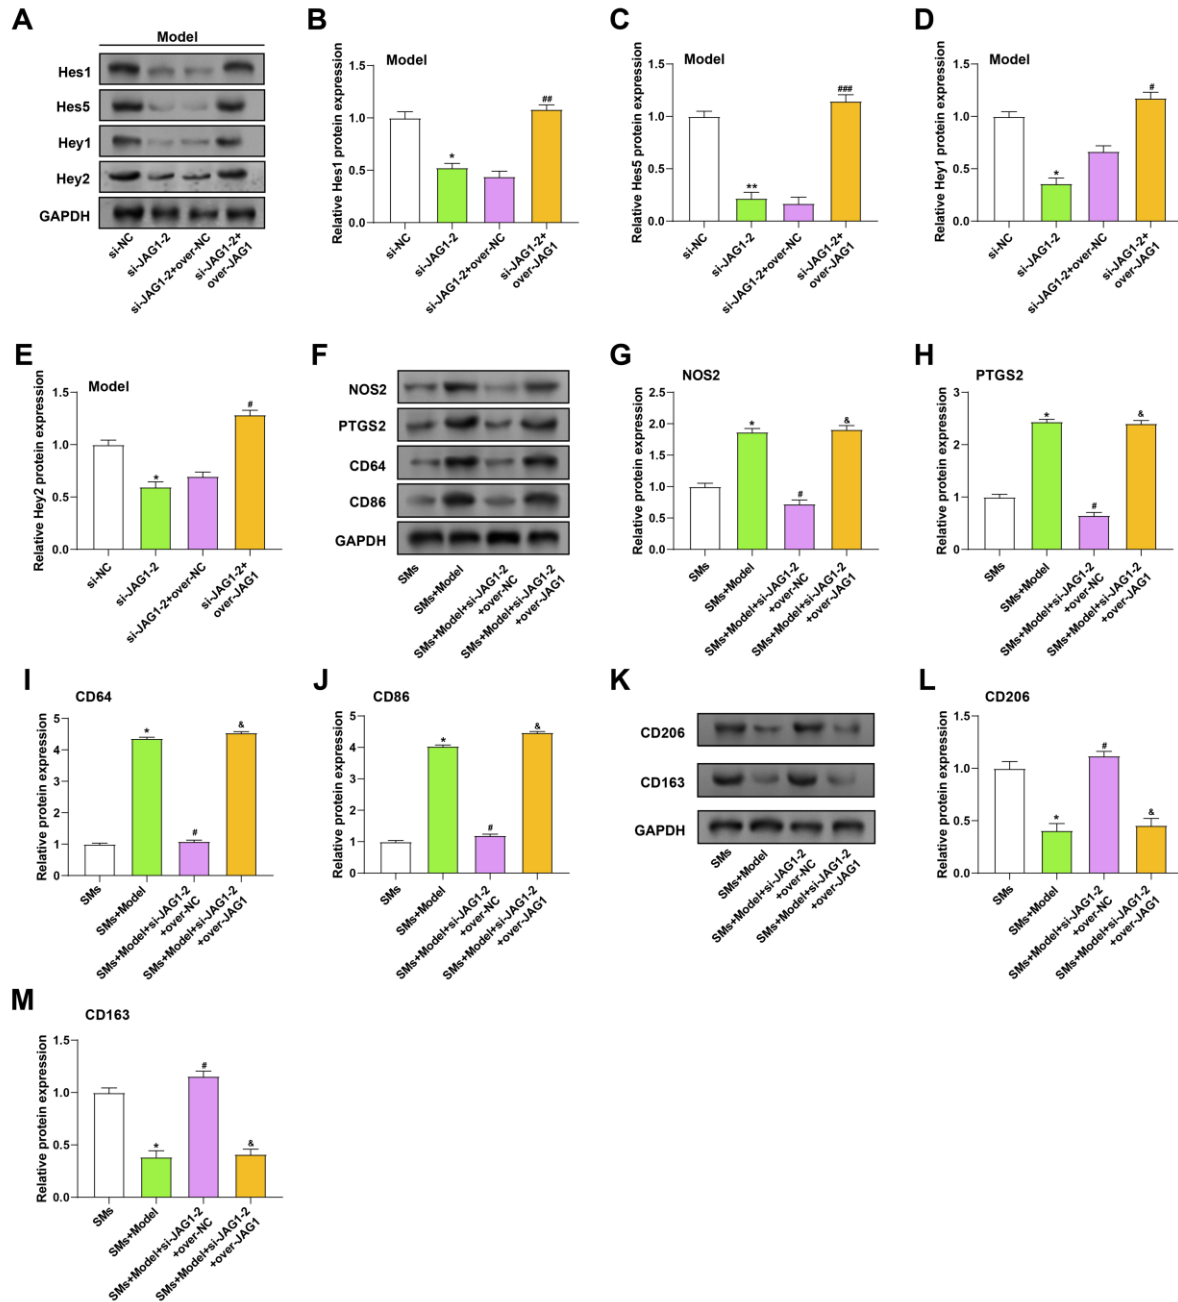 A
Model
Hes1
Hes5
Hey1
Hey2
GAPDH
si-NC
si-JAG1-2
si-JAG1-2+over-NC
si-JAG1-2+
over-JAG1
B
Model
Relative Hes1 protein expression
1.5
1.0
0.5
0.0
*
##
si-NC
si-JAG1-2
si-JAG1-2+over-NC
si-JAG1-2+
over-JAG1
C
Model
Relative Hes5 protein expression
1.5
1.0
0.5
0.0
**
###
si-NC
si-JAG1-2
si-JAG1-2+over-NC
si-JAG1-2+
over-JAG1
D
Model
Relative Hey1 protein expression
1.5
1.0
0.5
0.0
*
#
si-NC
si-JAG1-2
si-JAG1-2+over-NC
si-JAG1-2+
over-JAG1
E
Model
Relative Hey2 protein expression
1.5
1.0
0.5
0.0
*
#
si-NC
si-JAG1-2
si-JAG1-2+over-NC
si-JAG1-2+
over-JAG1
F
NOS2
PTGS2
CD64
CD86
GAPDH
SMs
SMs+Model
SMs+Model+si-JAG1-2
+over-NC
SMs+Model+si-JAG1-2
+over-JAG1
G
NOS2
Relative protein expression
2.5
2.0
1.5
1.0
0.5
0.0
*
#
&
SMs
SMs+Model
SMs+Model+si-JAG1-2
+over-NC
SMs+Model+si-JAG1-2
+over-JAG1
H
PTGS2
Relative protein expression
3
2
1
0
*
#
&
SMs
SMs+Model
SMs+Model+si-JAG1-2
+over-NC
SMs+Model+si-JAG1-2
+over-JAG1
I
CD64
Relative protein expression
5
4
3
2
1
0
*
#
&
SMs
SMs+Model
SMs+Model+si-JAG1-2
+over-NC
SMs+Model+si-JAG1-2
+over-JAG1
J
CD86
Relative protein expression
5
4
3
2
1
0
*
#
&
SMs
SMs+Model
SMs+Model+si-JAG1-2
+over-NC
SMs+Model+si-JAG1-2
+over-JAG1
K
CD206
CD163
GAPDH
SMs
SMs+Model
SMs+Model+si-JAG1-2
+over-NC
SMs+Model+si-JAG1-2
+over-JAG1
L
CD206
Relative protein expression
1.5
1.0
0.5
0.0
*
#
&
SMs
SMs+Model
SMs+Model+si-JAG1-2
+over-NC
SMs+Model+si-JAG1-2
+over-JAG1
M
CD163
Relative protein expression
1.5
1.0
0.5
0.0
*
#
&
SMs
SMs+Model
SMs+Model+si-JAG1-2
+over-NC
SMs+Model+si-JAG1-2
+over-JAG1